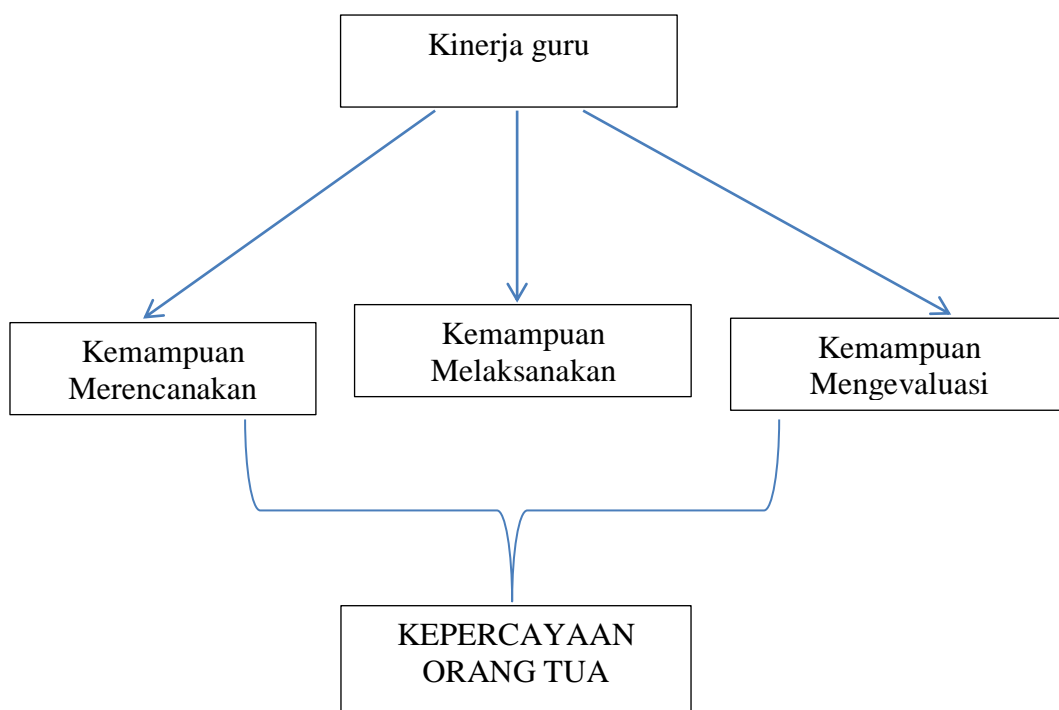 Kinerja guru
Kemampuan
Merencanakan
Kemampuan
Melaksanakan
Kemampuan
Mengevaluasi
KEPERCAYAAN
ORANG TUA